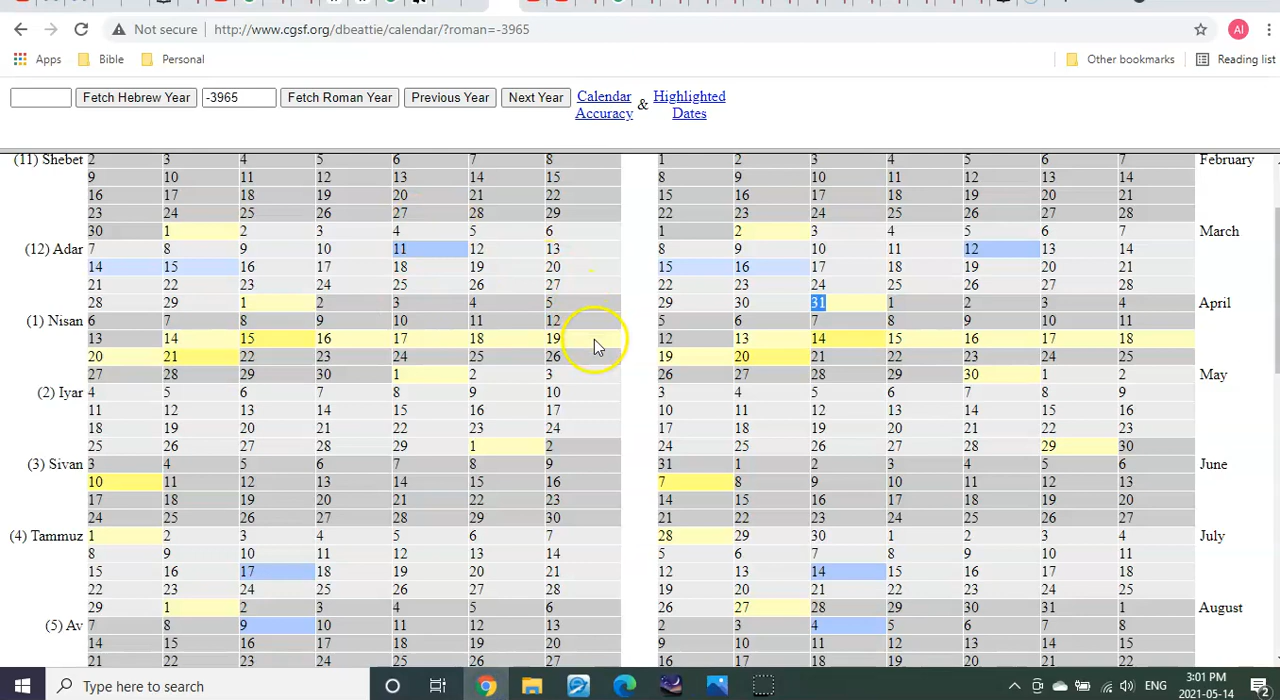 Not secure http://www.cgsf.org/dbeattie/calendar/?roman=-3965 AI
Apps Bible Personal Other bookmarks Reading list
Fetch Hebrew Year -3965 Fetch Roman Year Previous Year Next Year Calendar Accuracy & Highlighted Dates
(11) Shebet 2 3 4 5 6 7 8 1 2 3 4 5 6 7 February
9 10 11 12 13 14 15 8 9 10 11 12 13 14
16 17 18 19 20 21 22 15 16 17 18 19 20 21
23 24 25 26 27 28 29 22 23 24 25 26 27 28
30 1 2 3 4 5 6 1 2 3 4 5 6 7 March
(12) Adar 7 8 9 10 11 12 13 8 9 10 11 12 13 14
14 15 16 17 18 19 20 15 16 17 18 19 20 21
21 22 23 24 25 26 27 22 23 24 25 26 27 28
28 29 1 2 3 4 5 29 30 31 1 2 3 4 April
(1) Nisan 6 7 8 9 10 11 12 5 6 7 8 9 10 11
13 14 15 16 17 18 19 12 13 14 15 16 17 18
20 21 22 23 24 25 26 19 20 21 22 23 24 25
27 28 29 30 1 2 3 26 27 28 29 30 1 2 May
(2) Iyar 4 5 6 7 8 9 10 3 4 5 6 7 8 9
11 12 13 14 15 16 17 10 11 12 13 14 15 16
18 19 20 21 22 23 24 17 18 19 20 21 22 23
25 26 27 28 29 1 2 24 25 26 27 28 29 30
(3) Sivan 3 4 5 6 7 8 9 31 1 2 3 4 5 6 June
10 11 12 13 14 15 16 7 8 9 10 11 12 13
17 18 19 20 21 22 23 14 15 16 17 18 19 20
24 25 26 27 28 29 30 21 22 23 24 25 26 27
(4) Tammuz 1 2 3 4 5 6 7 28 29 30 1 2 3 4 July
8 9 10 11 12 13 14 5 6 7 8 9 10 11
15 16 17 18 19 20 21 12 13 14 15 16 17 18
22 23 24 25 26 27 28 19 20 21 22 23 24 25
29 1 2 3 4 5 6 26 27 28 29 30 31 1 August
(5) Av 7 8 9 10 11 12 13 2 3 4 5 6 7 8
14 15 16 17 18 19 20 9 10 11 12 13 14 15
21 22 23 24 25 26 27 16 17 18 19 20 21 22
Type here to search ENG 3:01 PM
2021-05-14 2